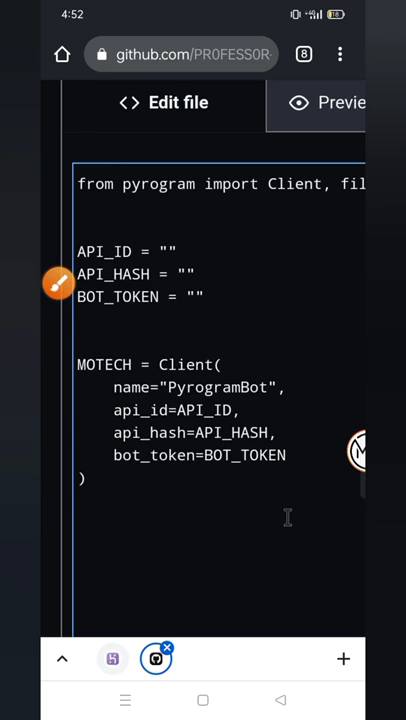 4:52
18
github.com/PR0FESS0R-
8
<> Edit file
Previe
from pyrogram import Client, fil
API_ID = ""
API_HASH = ""
BOT_TOKEN = ""
MOTECH = Client(
    name="PyrogramBot",
    api_id=API_ID,
    api_hash=API_HASH,
    bot_token=BOT_TOKEN
)